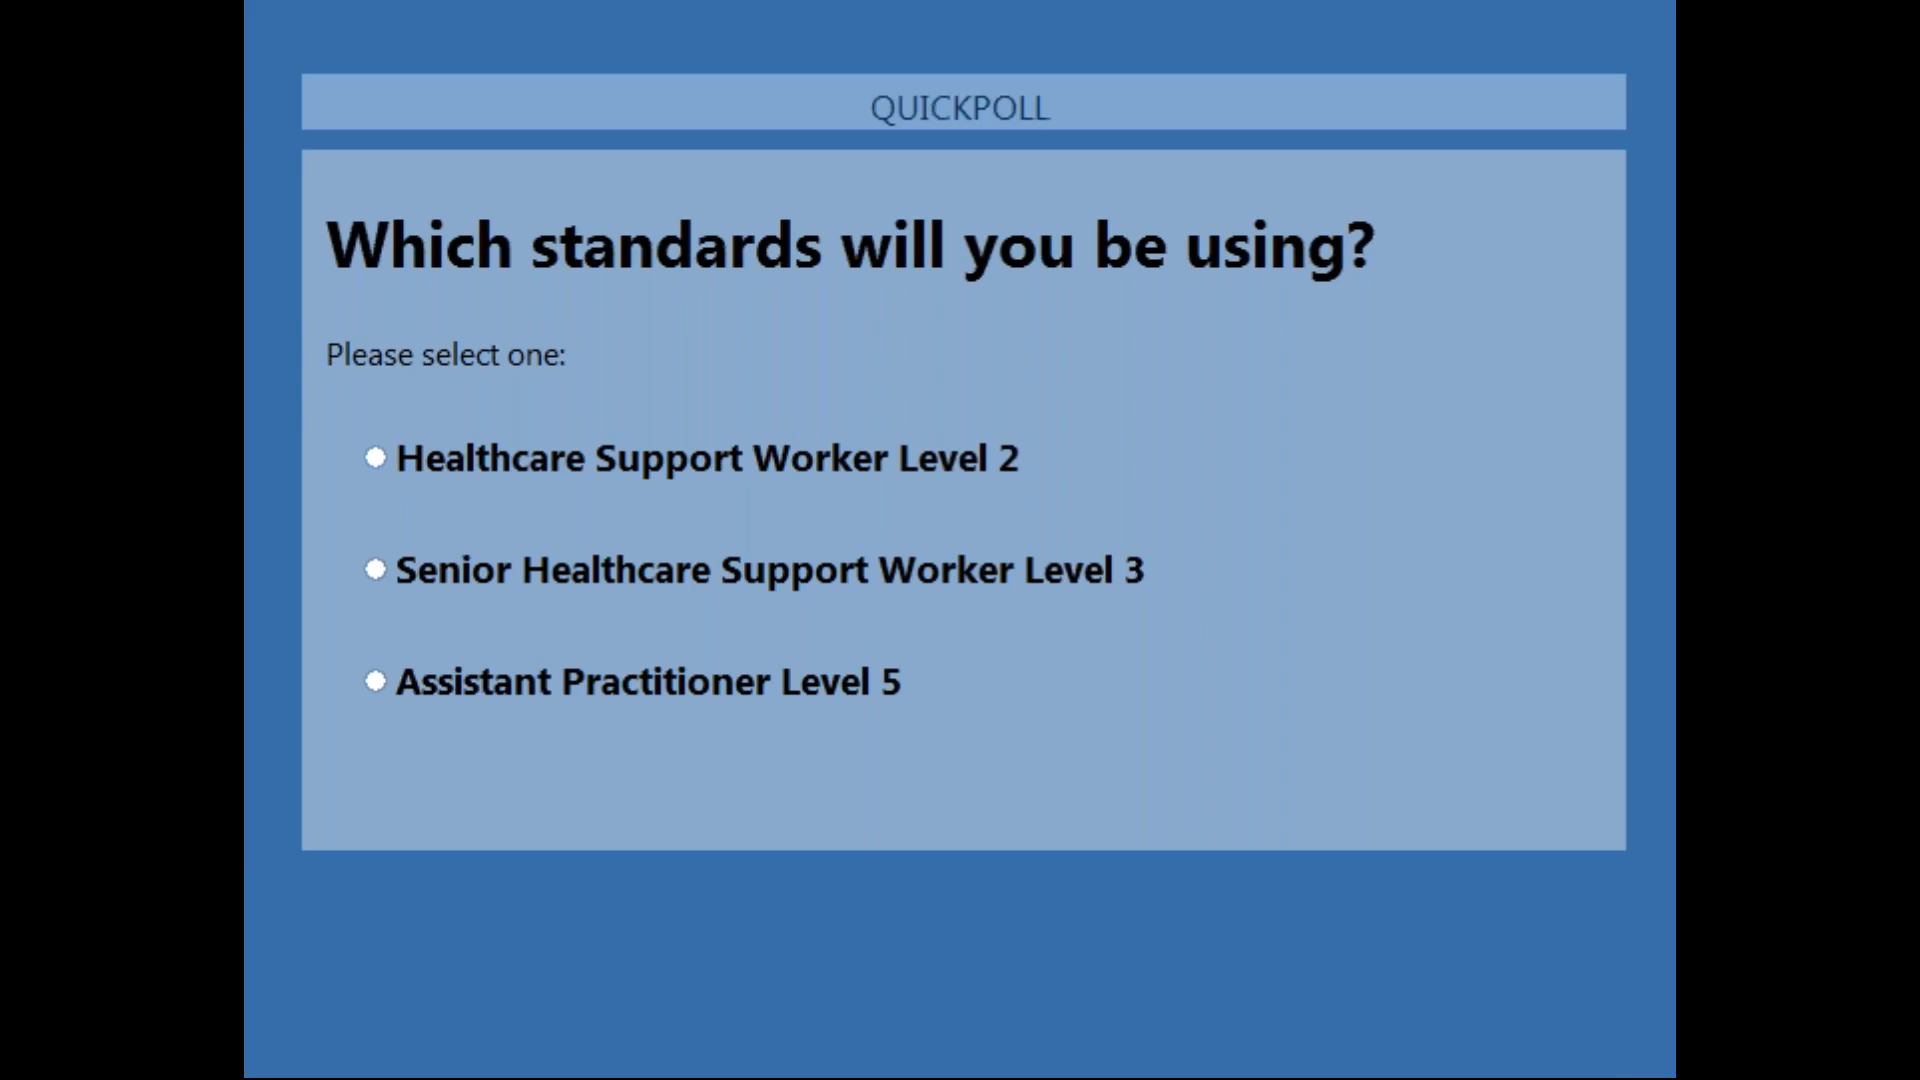 QUICKPOLL
Which standards will you be using?
Please select one:
Healthcare Support Worker Level 2
Senior Healthcare Support Worker Level 3
Assistant Practitioner Level 5